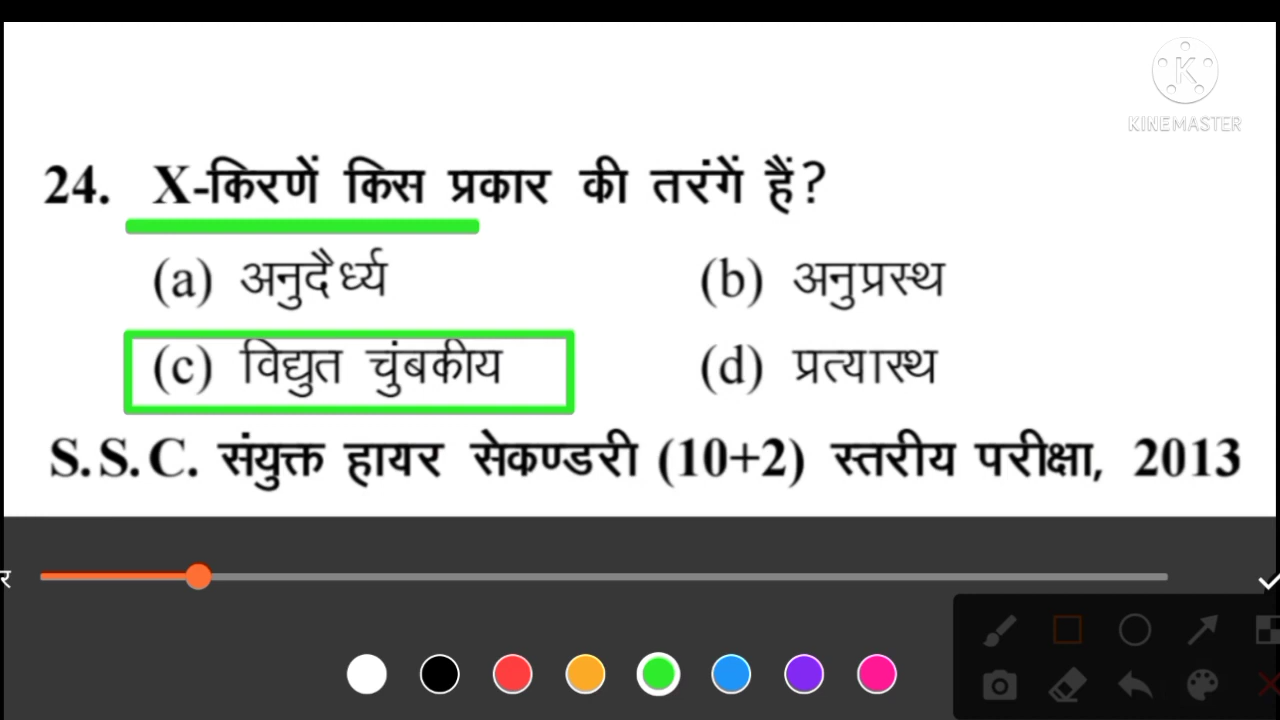 KINEMASTER
24. X-किरणें किस प्रकार की तरंगें हैं?
(a) अनुदैर्ध्य (b) अनुप्रस्थ
(c) विद्युत चुंबकीय (d) प्रत्यास्थ
S.S.C. संयुक्त हायर सेकण्डरी (10+2) स्तरीय परीक्षा, 2013
र